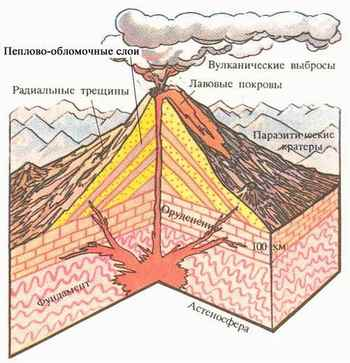 Пеплово-обломочные слои
Вулканические выбросы
Радиальные трещины
Лавовые покровы
Паразитические
кратеры
Оруденение
100 км
Фундамент
Астеносфера